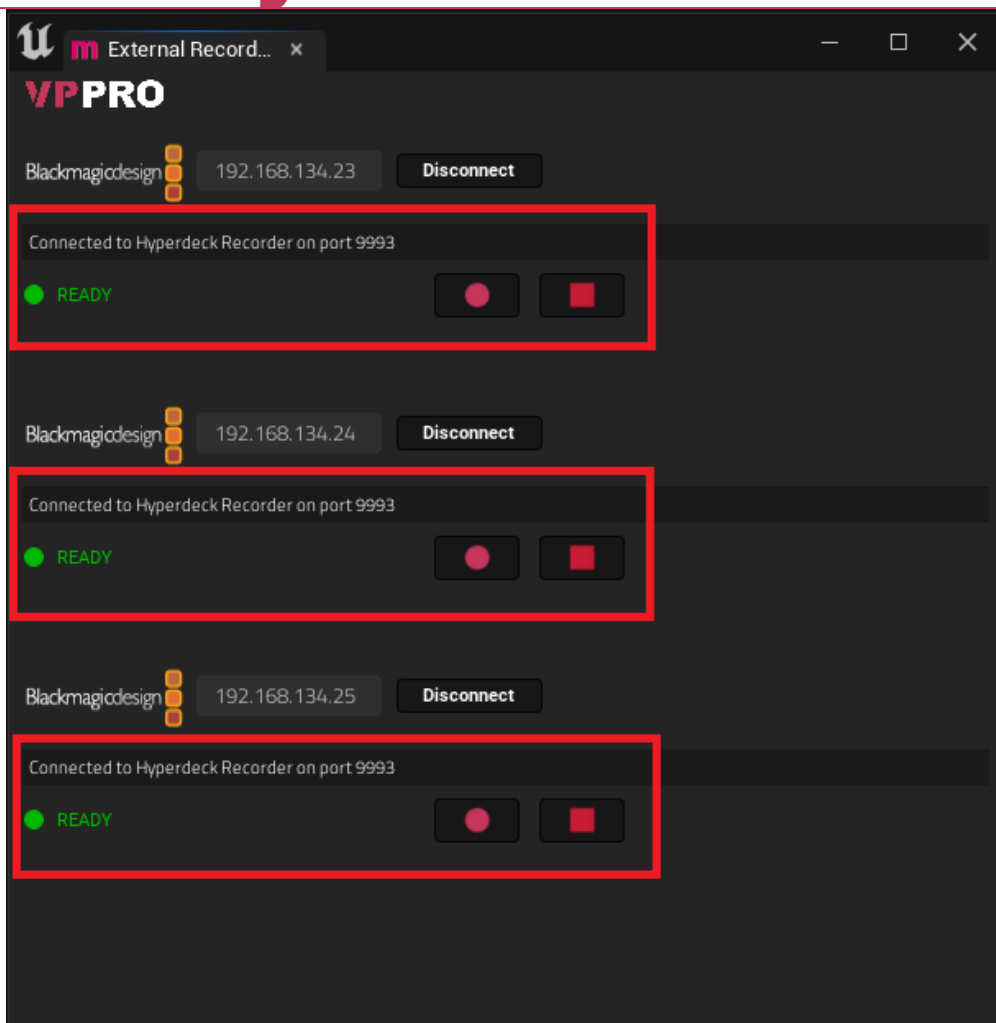 External Record...
VPPRO
Blackmagicdesign 192.168.134.23 Disconnect
Connected to Hyperdeck Recorder on port 9993
READY
Blackmagicdesign 192.168.134.24 Disconnect
Connected to Hyperdeck Recorder on port 9993
READY
Blackmagicdesign 192.168.134.25 Disconnect
Connected to Hyperdeck Recorder on port 9993
READY